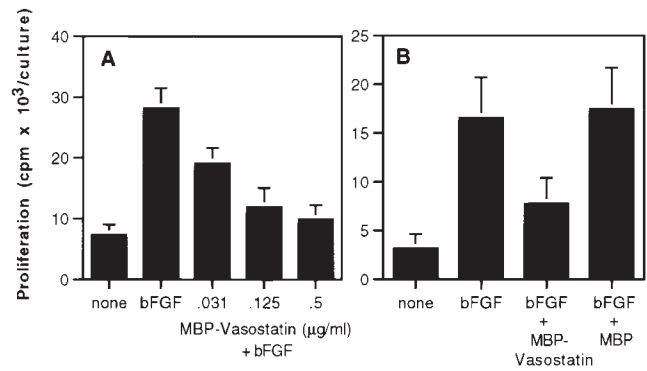 Proliferation (cpm x 10³/culture)
40
30
20
10
0
A
none bFGF .031 .125 .5
MBP-Vasostatin (µg/ml)
+ bFGF
25
20
15
10
5
0
B
none bFGF bFGF bFGF
+ +
MBP- MBP
Vasostatin